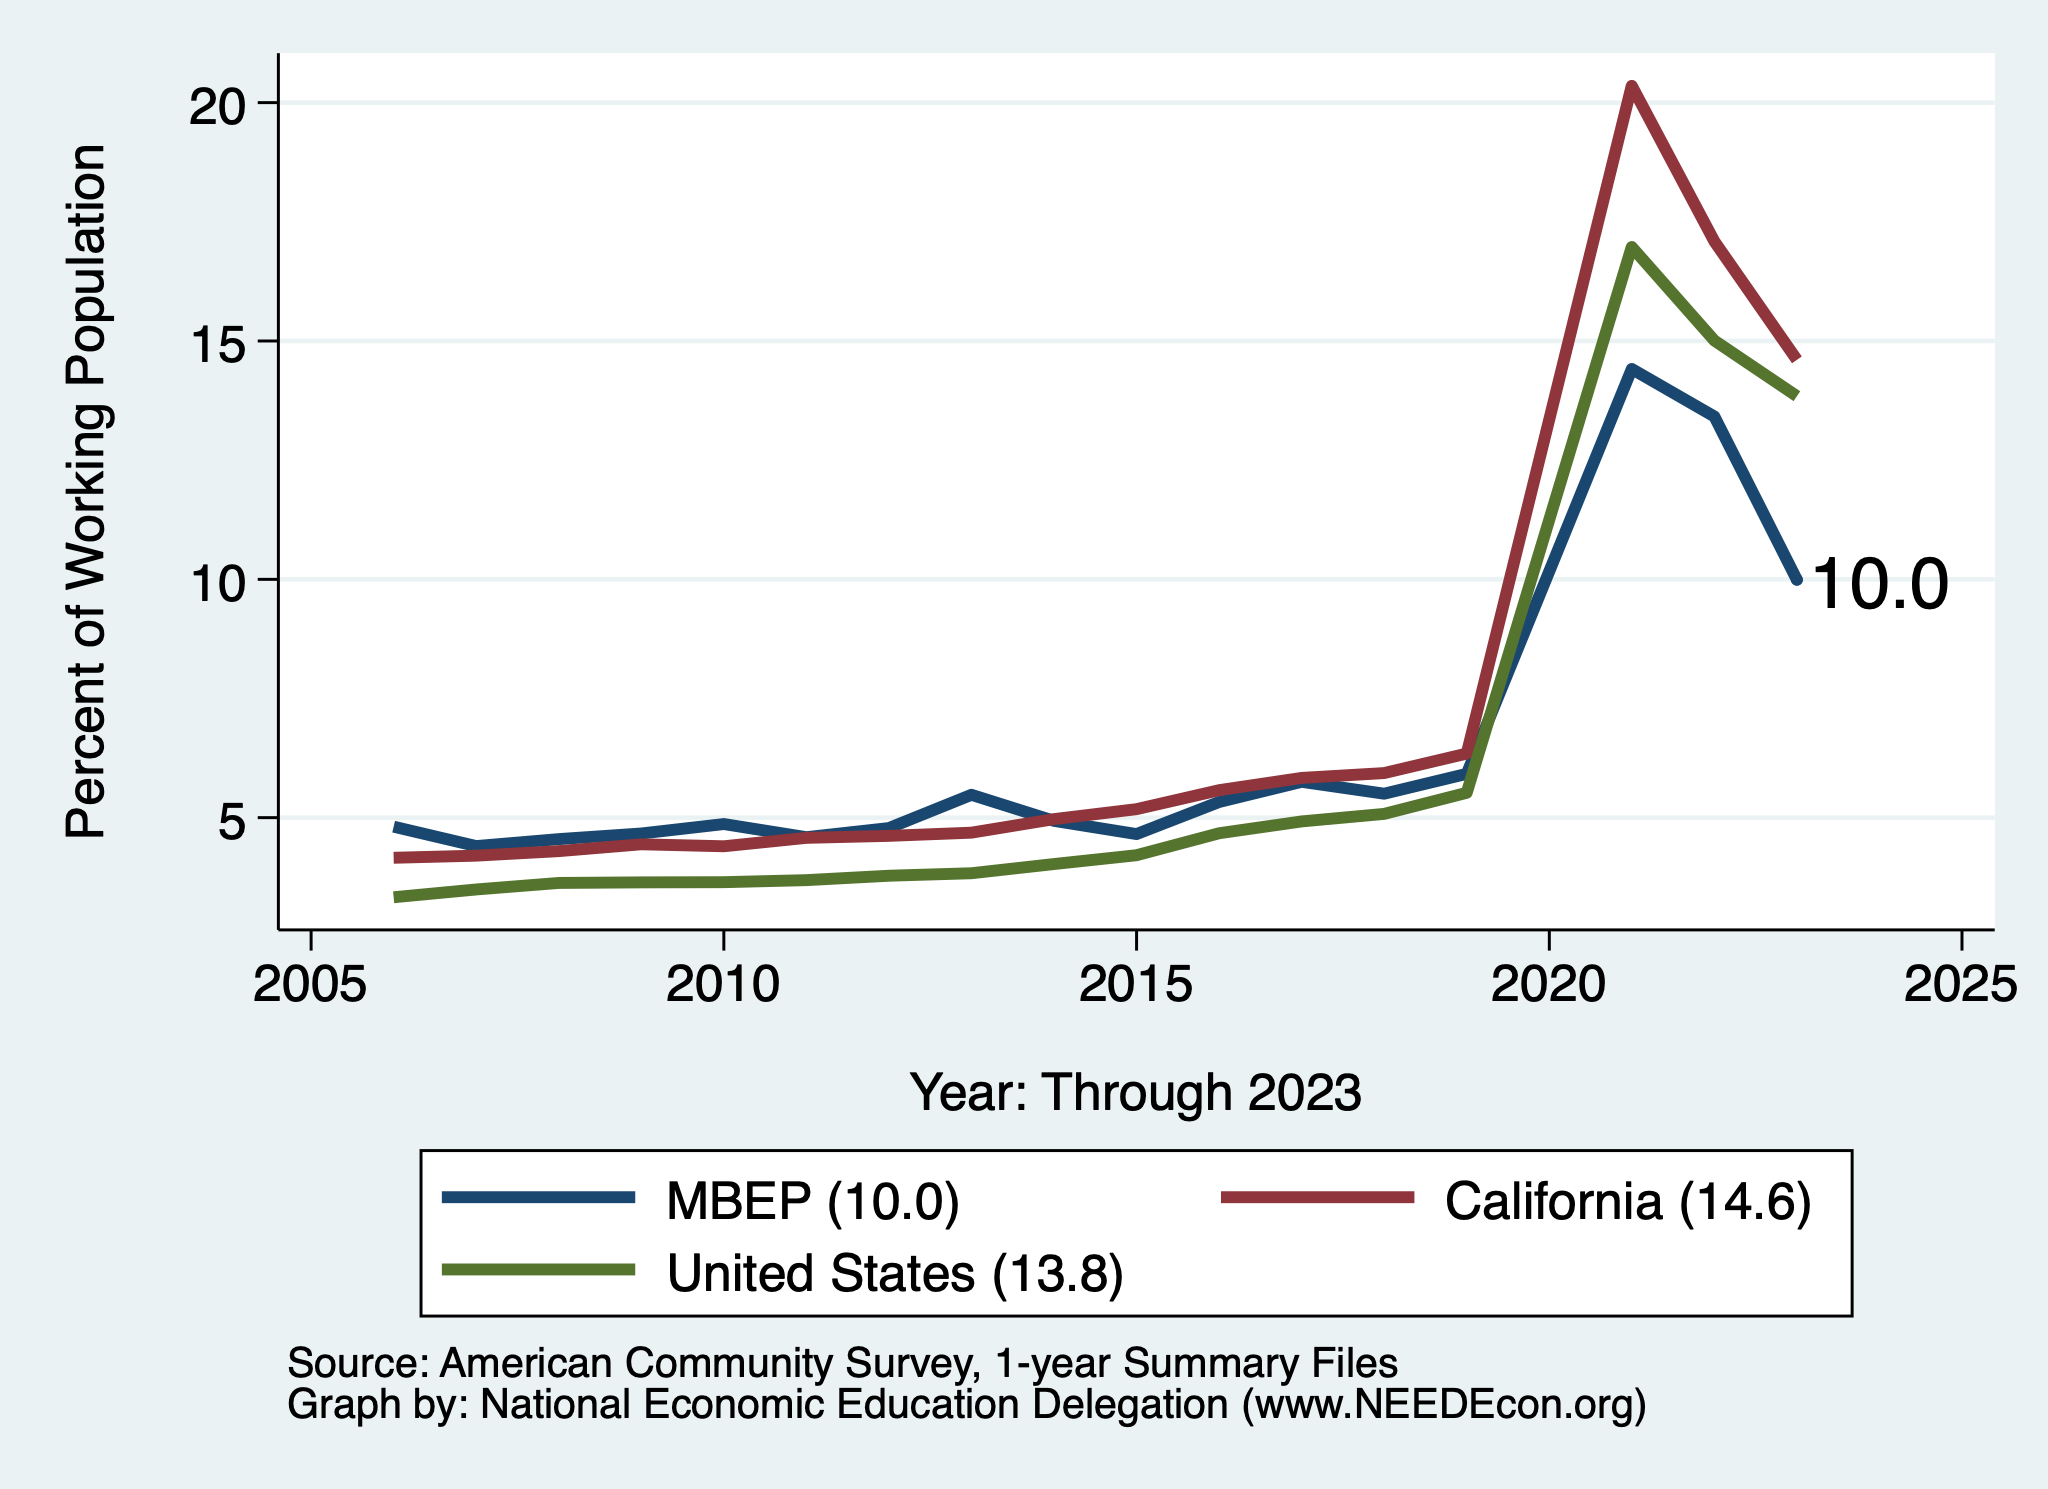 Percent of Working Population
20
15
10
5
10.0
2005 2010 2015 2020 2025
Year: Through 2023
MBEP (10.0) California (14.6)
United States (13.8)
Source: American Community Survey, 1-year Summary Files
Graph by: National Economic Education Delegation (www.NEEDEcon.org)